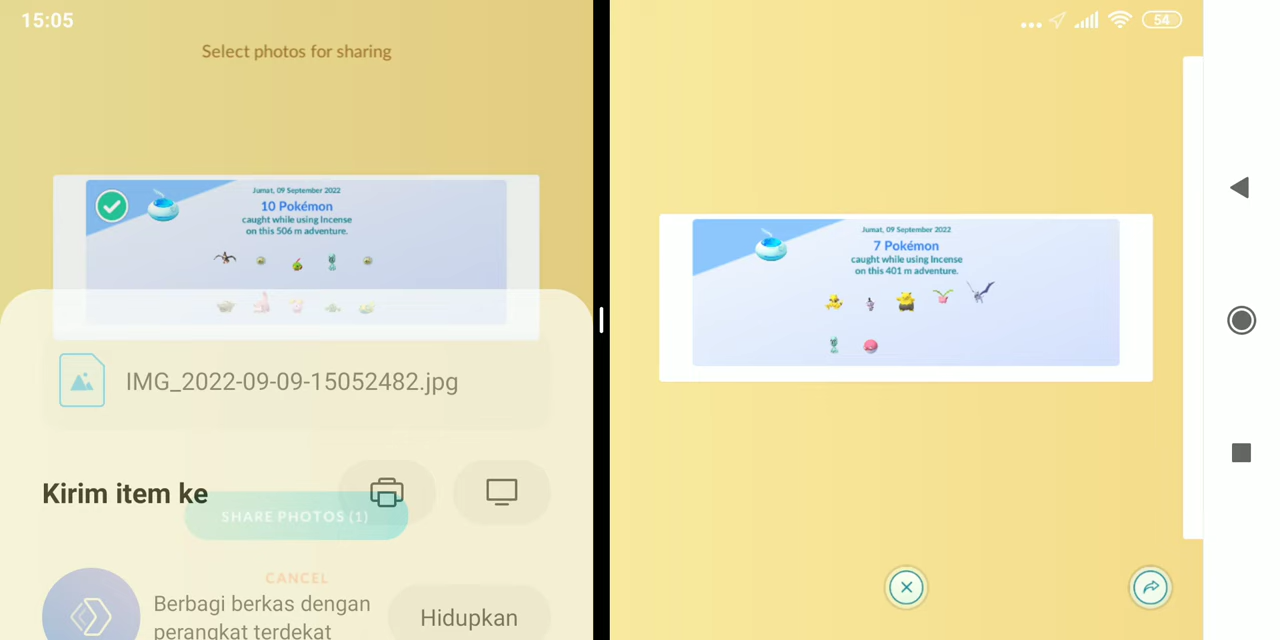 15:05
Select photos for sharing
Jumat, 09 September 2022
10 Pokémon
caught while using Incense
on this 506 m adventure.
IMG_2022-09-09-15052482.jpg
Kirim item ke
SHARE PHOTOS (1)
CANCEL
Berbagi berkas dengan
perangkat terdekat
Hidupkan
54
Jumat, 09 September 2022
7 Pokémon
caught while using Incense
on this 401 m adventure.